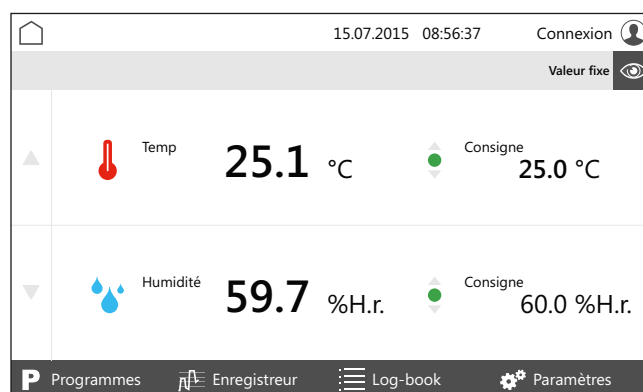 15.07.2015 08:56:37 Connexion
Valeur fixe
Temp 25.1 °C Consigne 25.0 °C
Humidité 59.7 %H.r. Consigne 60.0 %H.r.
P Programmes Enregistreur Log-book Paramètres